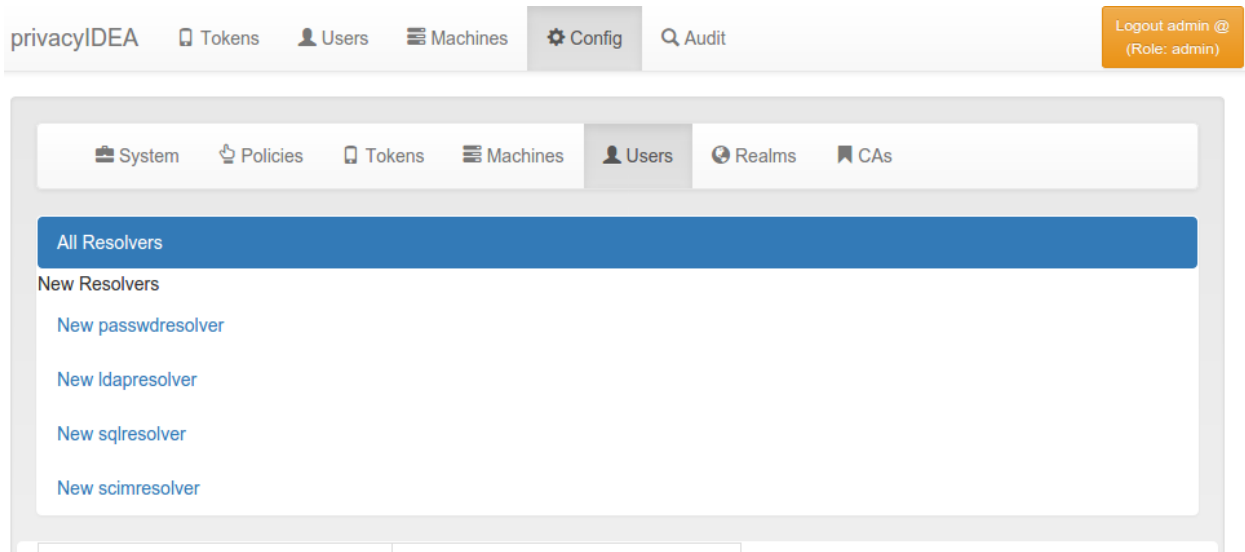 privacyIDEA Tokens Users Machines Config Audit Logout admin @
(Role: admin)
System Policies Tokens Machines Users Realms CAs
All Resolvers
New Resolvers
New passwdresolver
New ldapresolver
New sqlresolver
New scimresolver